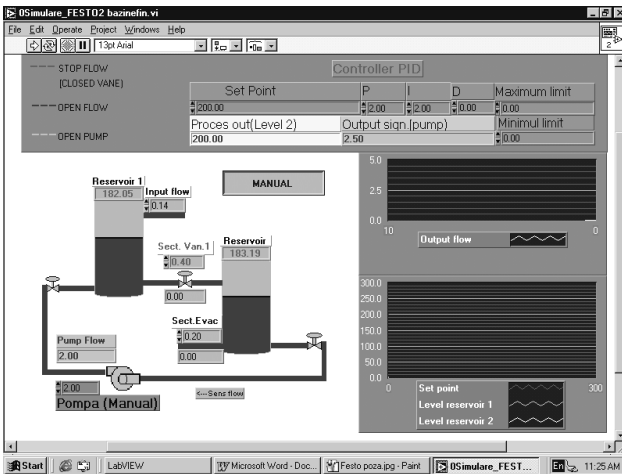 0Simulare_FESTO2 bazinefin.vi
File Edit Operate Project Windows Help
13pt Arial
2
STOP FLOW
(CLOSED VANE)
OPEN FLOW
OPEN PUMP
Controller PID
Set Point P I D Maximum limit
200.00 2.00 2.00 0.00 0.00
Proces out(Level 2) Output sign.(pump) Minimul limit
200.00 2.50 0.00
Reservoir 1
182.05
Input flow
0.14
MANUAL
Sect. Van.1
0.40
0.00
Reservoir
183.19
Sect.Evac
0.20
0.00
Pump Flow
2.00
2.00
Pompa (Manual)
<--Sens flow
5.0
2.5
0.0
10 0
Output flow
300.0
250.0
200.0
150.0
100.0
50.0
0.0
0 300
Set point
Level reservoir 1
Level reservoir 2
Start LabVIEW Microsoft Word - Doc... Festo poza.jpg - Paint 0Simulare_FEST... En 11:25 AM